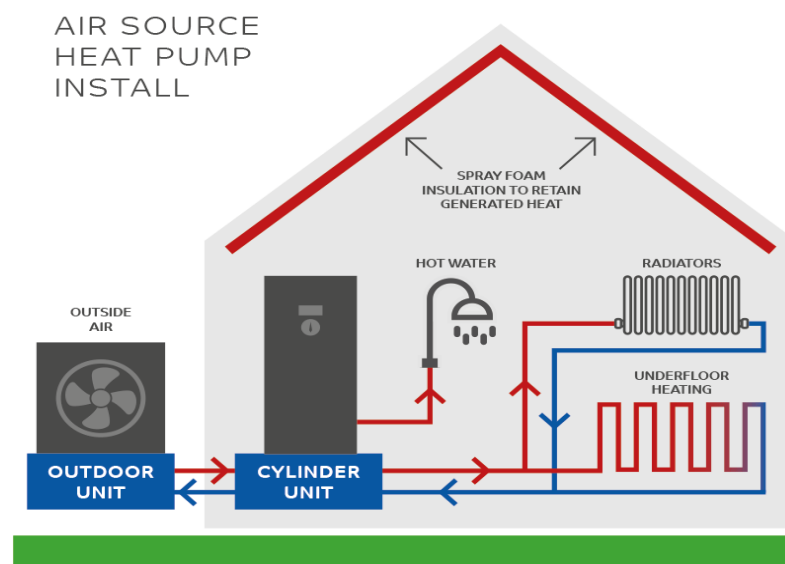 AIR SOURCE
HEAT PUMP
INSTALL
SPRAY FOAM
INSULATION TO RETAIN
GENERATED HEAT
HOT WATER
RADIATORS
OUTSIDE
AIR
UNDERFLOOR
HEATING
OUTDOOR
UNIT
CYLINDER
UNIT